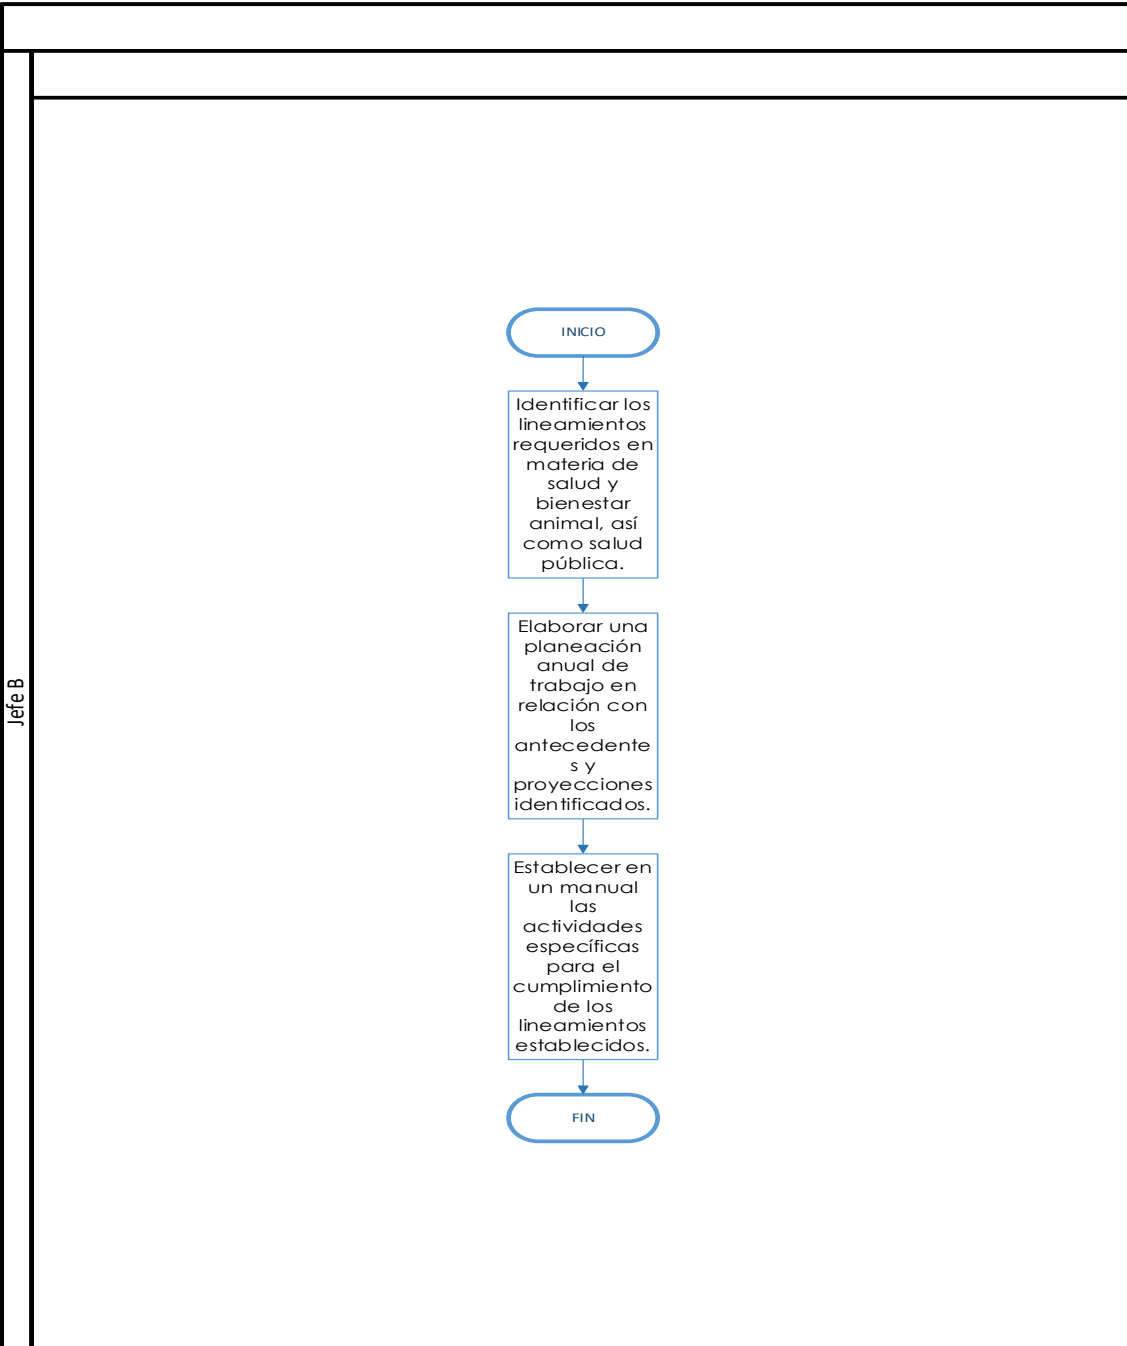 INICIO
Identificar los
lineamientos
requeridos en
materia de
salud y
bienestar
animal, así
como salud
pública.
Elaborar una
planeación
anual de
trabajo en
relación con
los
antecedente
s y
proyecciones
identificados.
Establecer en
un manual
las
actividades
específicas
para el
cumplimiento
de los
lineamientos
establecidos.
FIN
Jefe B